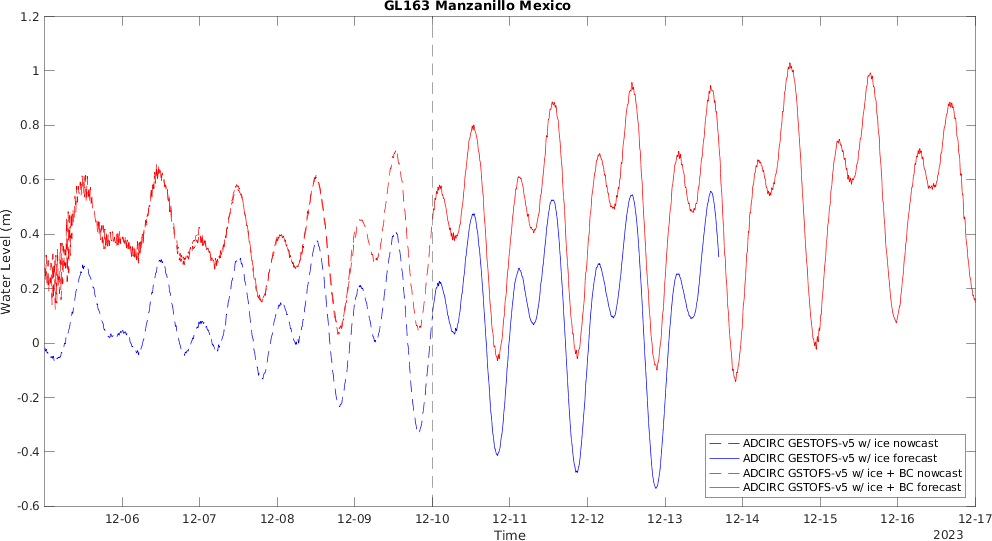 GL163 Manzanillo Mexico
1.2
1
0.8
0.6
0.4
0.2
0
-0.2
-0.4
-0.6
Water Level (m)
ADCIRC GESTOFS-v5 w/ ice nowcast
ADCIRC GESTOFS-v5 w/ ice forecast
ADCIRC GSTOFS-v5 w/ ice + BC nowcast
ADCIRC GSTOFS-v5 w/ ice + BC forecast
12-06 12-07 12-08 12-09 12-10 12-11 12-12 12-13 12-14 12-15 12-16 12-17
Time
2023